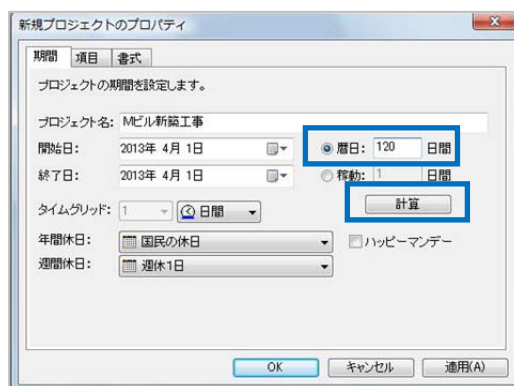 新規プロジェクトのプロパティ
期間 項目 書式
プロジェクトの期間を設定します。
プロジェクト名: Mビル新築工事
開始日: 2013年 4月 1日 暦日: 120 日間
終了日: 2013年 4月 1日 稼動: 1 日間
タイムグリッド: 1 日間 計算
年間休日: 国民の休日 ハッピーマンデー
週間休日: 週休1日
OK キャンセル 適用(A)